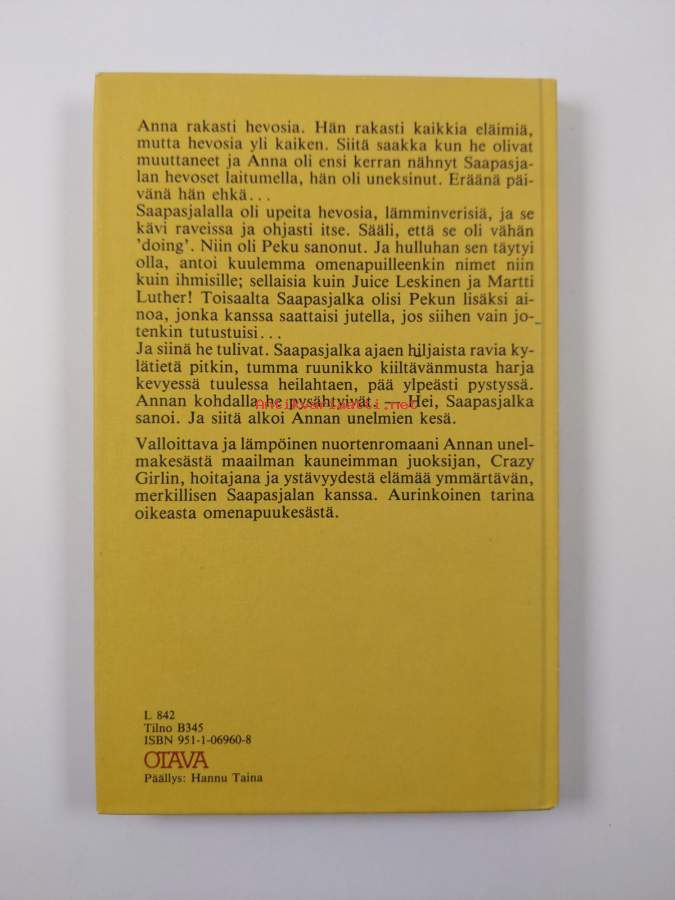 Anna rakasti hevosia. Hän rakasti kaikkia eläimiä,
mutta hevosia yli kaiken. Siitä saakka kun he olivat
muuttaneet ja Anna oli ensi kerran nähnyt Saapasja-
lan hevoset laitumella, hän oli uneksinut. Eräänä päi-
vänä hän ehkä...
Saapasjalalla oli upeita hevosia, lämminverisiä, ja se
kävi raveissa ja ohjasti itse. Sääli, että se oli vähän
'doing'. Niin oli Peku sanonut. Ja hulluhan sen täytyi
olla, antoi kuulemma omenapuilleenkin nimet niin
kuin ihmisille; sellaisia kuin Juice Leskinen ja Martti
Luther! Toisaalta Saapasjalka olisi Pekun lisäksi ai-
noa, jonka kanssa saattaisi jutella, jos siihen vain jo-
tenkin tutustuisi...
Ja siinä he tulivat. Saapasjalka ajaen hiljaista ravia ky-
lätietä pitkin, tumma ruunikko kiiltävänmusta harja
kevyessä tuulessa heilahtaen, pää ylpeästi pystyssä.
Annan kohdalla he pysähtyivät. — Hei, Saapasjalka
Antikvariaatti.net
sanoi. Ja siitä alkoi Annan unelmien kesä.
Valloittava ja lämpöinen nuortenromaani Annan unel-
makesästä maailman kauneimman juoksijan, Crazy
Girlin, hoitajana ja ystävyydestä elämää ymmärtävän,
merkillisen Saapasjalan kanssa. Aurinkoinen tarina
oikeasta omenapuukesästä.
L 842
Tilno B345
ISBN 951-1-06960-8
OTAVA
Päällys: Hannu Taina